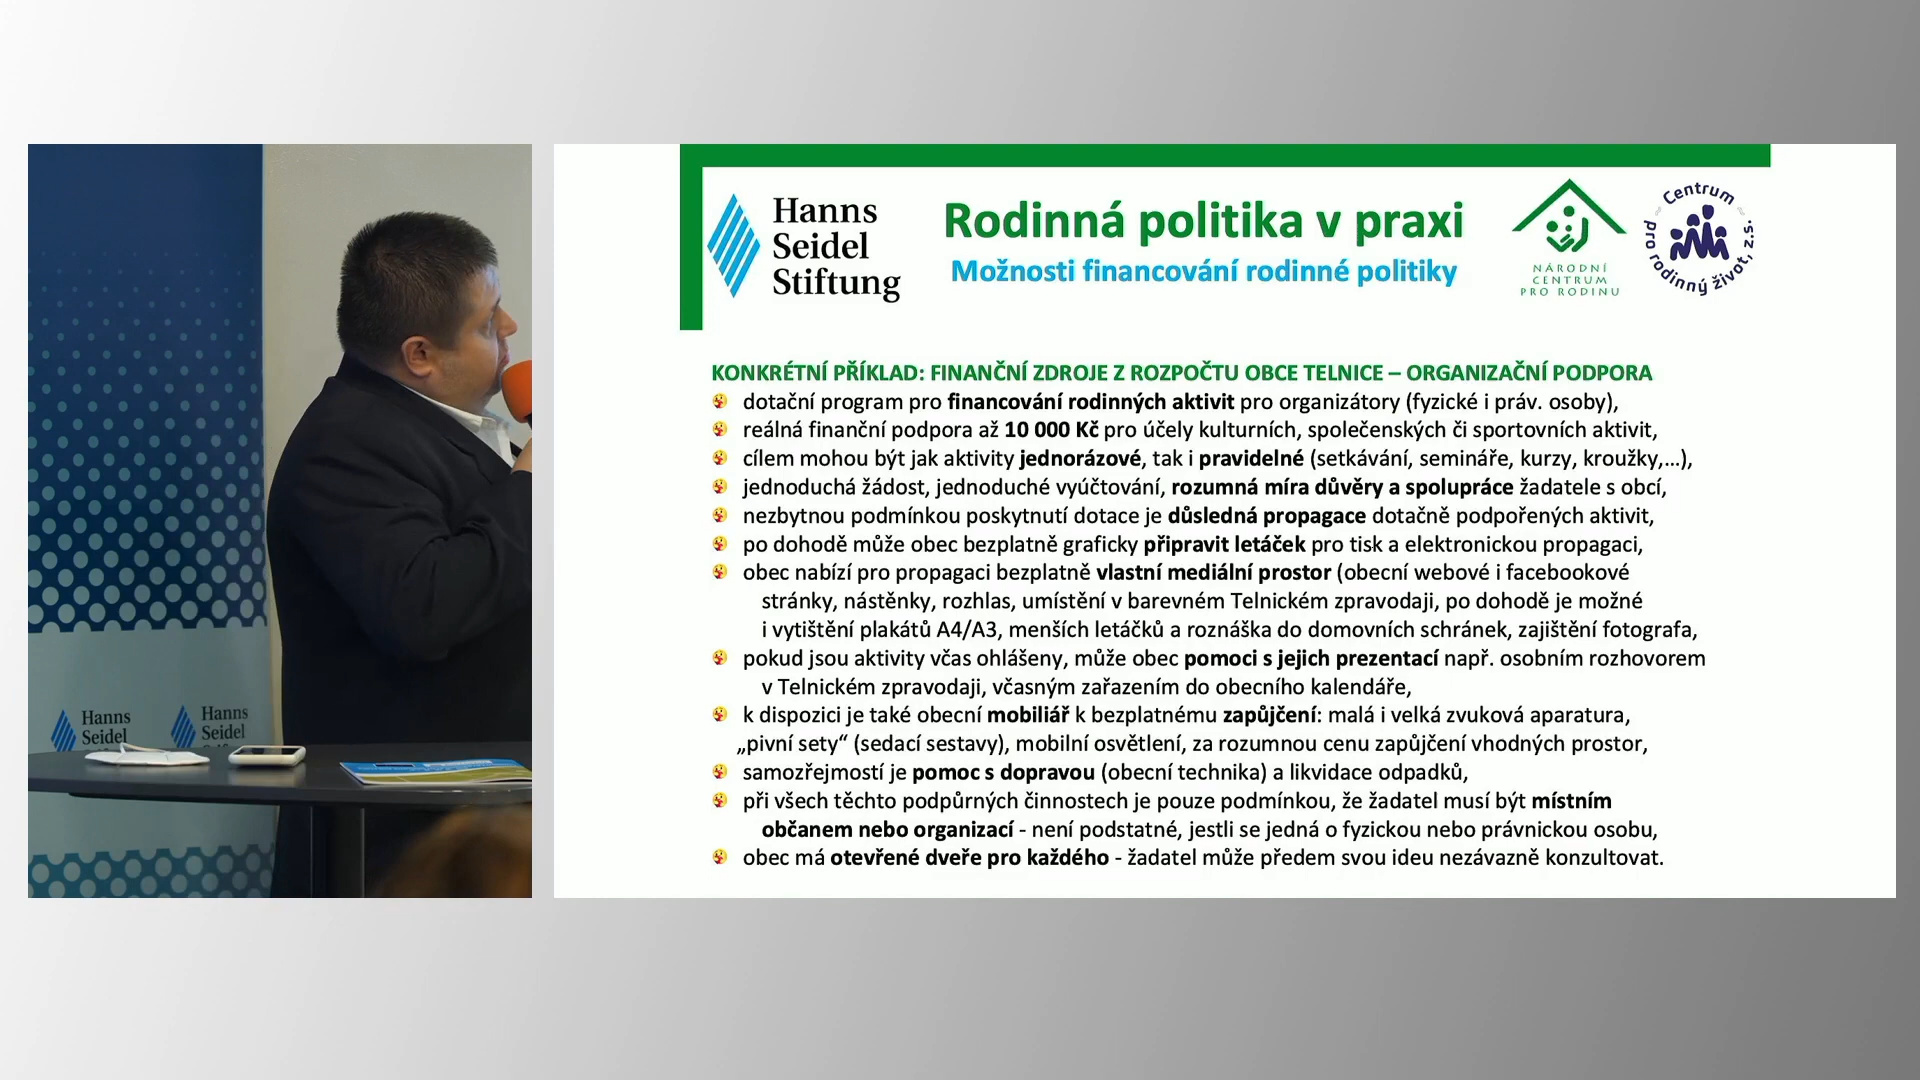 Hanns
Seidel
Stiftung
Rodinná politika v praxi
Možnosti financování rodinné politiky
NÁRODNÍ
CENTRUM
PRO RODINU
Centrum
pro rodinný život, z.s.
KONKRÉTNÍ PŘÍKLAD: FINANČNÍ ZDROJE Z ROZPOČTU OBCE TELNICE – ORGANIZAČNÍ PODPORA
dotační program pro financování rodinných aktivit pro organizátory (fyzické i práv. osoby),
reálná finanční podpora až 10 000 Kč pro účely kulturních, společenských či sportovních aktivit,
cílem mohou být jak aktivity jednorázové, tak i pravidelné (setkávání, semináře, kurzy, kroužky,...),
jednoduchá žádost, jednoduché vyúčtování, rozumná míra důvěry a spolupráce žadatele s obcí,
nezbytnou podmínkou poskytnutí dotace je důsledná propagace dotačně podpořených aktivit,
po dohodě může obec bezplatně graficky připravit letáček pro tisk a elektronickou propagaci,
obec nabízí pro propagaci bezplatně vlastní mediální prostor (obecní webové i facebookové
stránky, nástěnky, rozhlas, umístění v barevném Telnickém zpravodaji, po dohodě je možné
i vytištění plakátů A4/A3, menších letáčků a roznáška do domovních schránek, zajištění fotografa,
pokud jsou aktivity včas ohlášeny, může obec pomoci s jejich prezentací např. osobním rozhovorem
v Telnickém zpravodaji, včasným zařazením do obecního kalendáře,
k dispozici je také obecní mobiliář k bezplatnému zapůjčení: malá i velká zvuková aparatura,
„pivní sety“ (sedací sestavy), mobilní osvětlení, za rozumnou cenu zapůjčení vhodných prostor,
samozřejmostí je pomoc s dopravou (obecní technika) a likvidace odpadků,
při všech těchto podpůrných činnostech je pouze podmínkou, že žadatel musí být místním
občanem nebo organizací - není podstatné, jestli se jedná o fyzickou nebo právnickou osobu,
obec má otevřené dveře pro každého - žadatel může předem svou ideu nezávazně konzultovat.
Hanns
Seidel
Hanns
Seidel